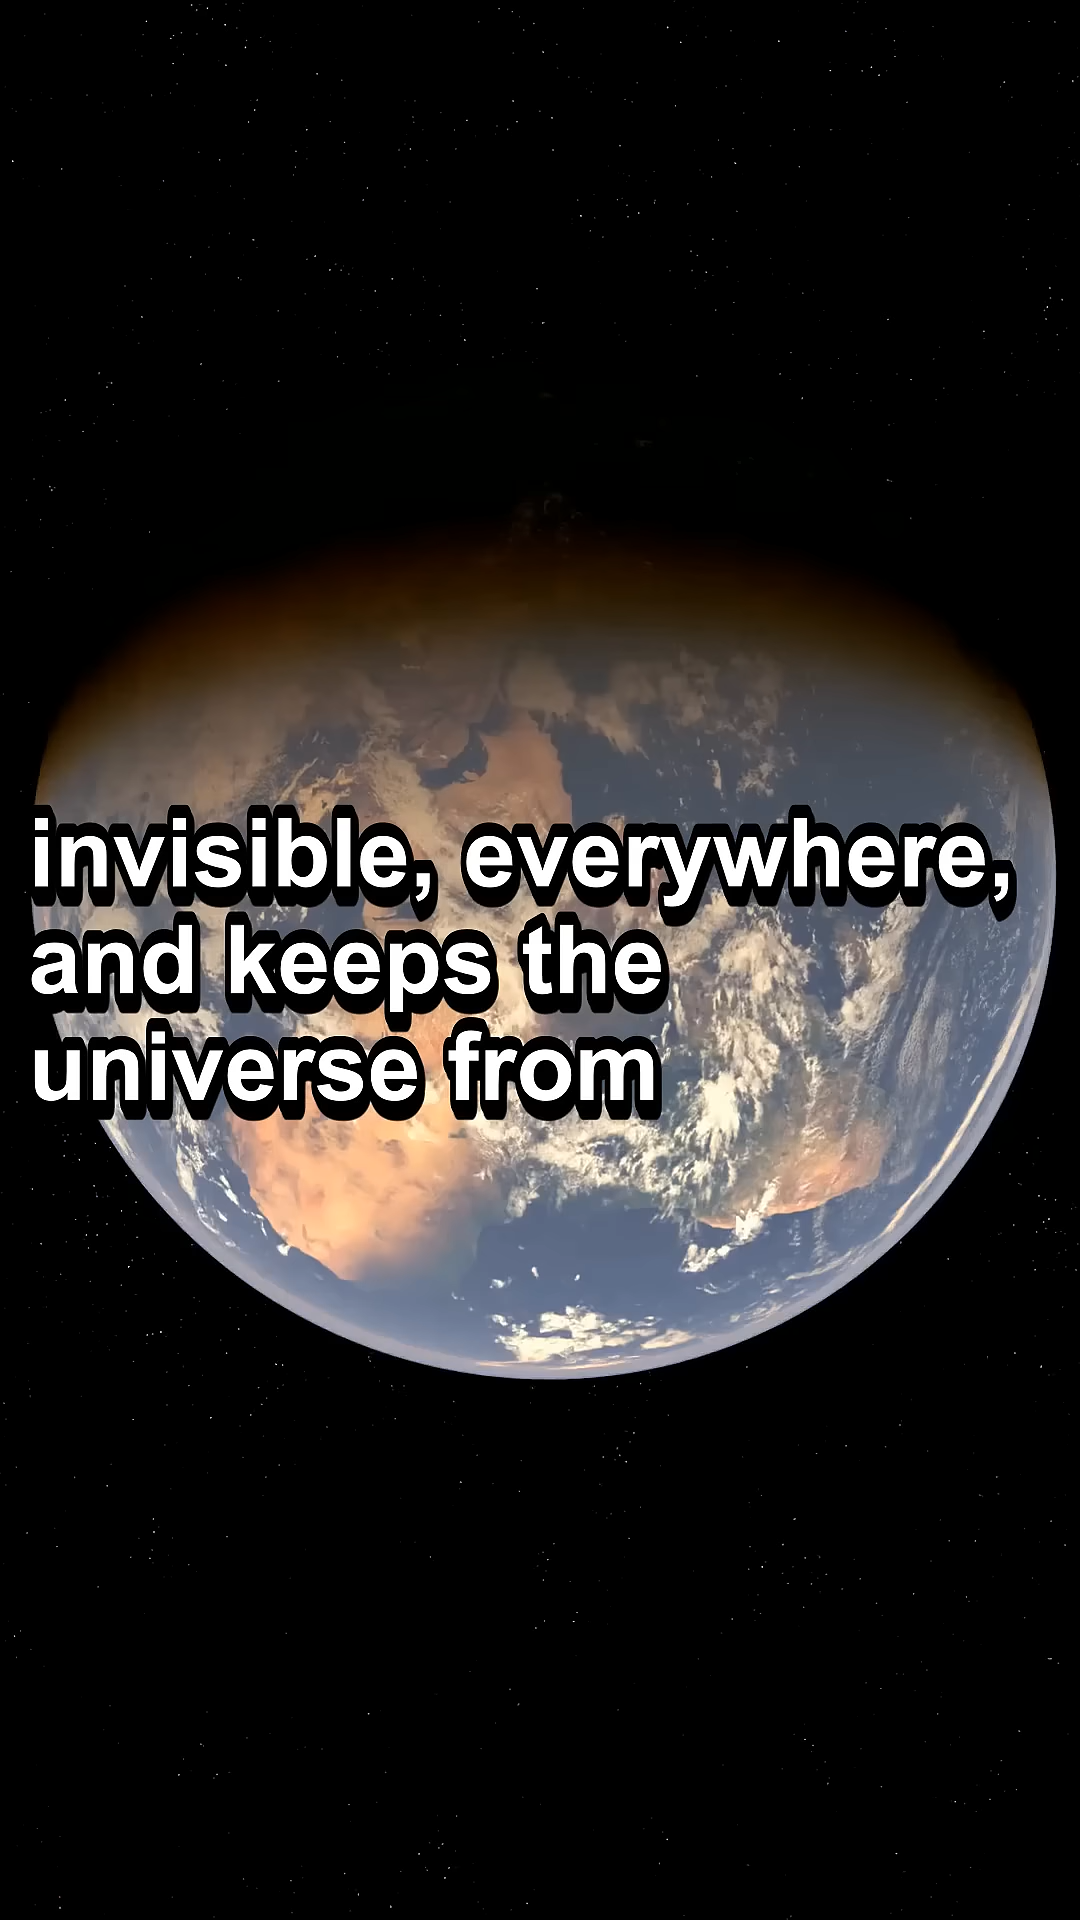 invisible, everywhere,
and keeps the
universe from